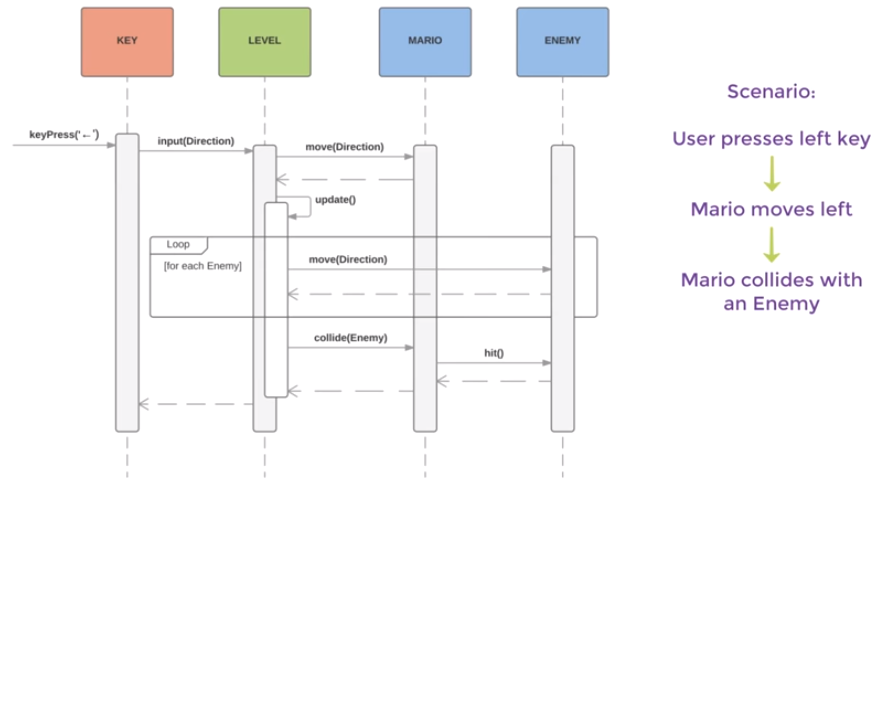 KEY
LEVEL
MARIO
ENEMY
keyPress('←')
input(Direction)
move(Direction)
update()
Loop
[for each Enemy]
move(Direction)
collide(Enemy)
hit()
Scenario:
User presses left key
Mario moves left
Mario collides with
an Enemy